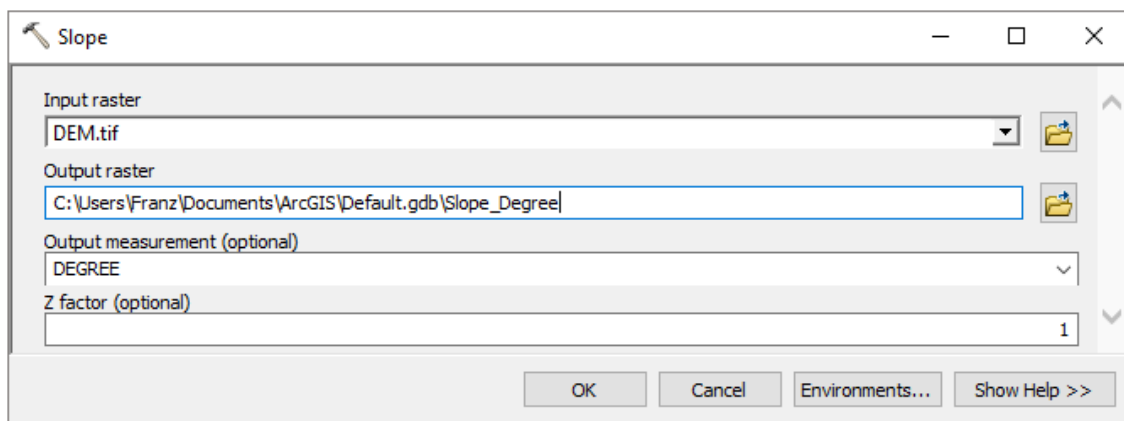 Slope
Input raster
DEM.tif
Output raster
C:\Users\Franz\Documents\ArcGIS\Default.gdb\Slope_Degree
Output measurement (optional)
DEGREE
Z factor (optional)
1
OK Cancel Environments... Show Help >>